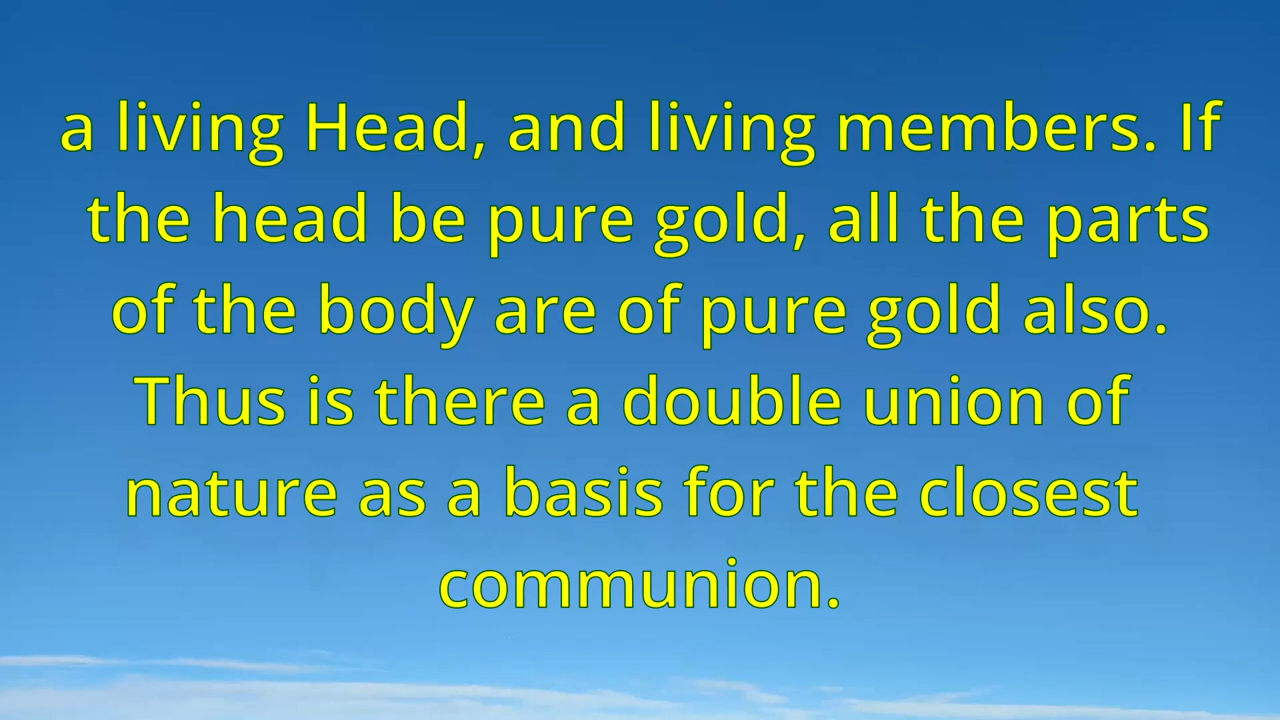 a living Head, and living members. If
the head be pure gold, all the parts
of the body are of pure gold also.
Thus is there a double union of
nature as a basis for the closest
communion.